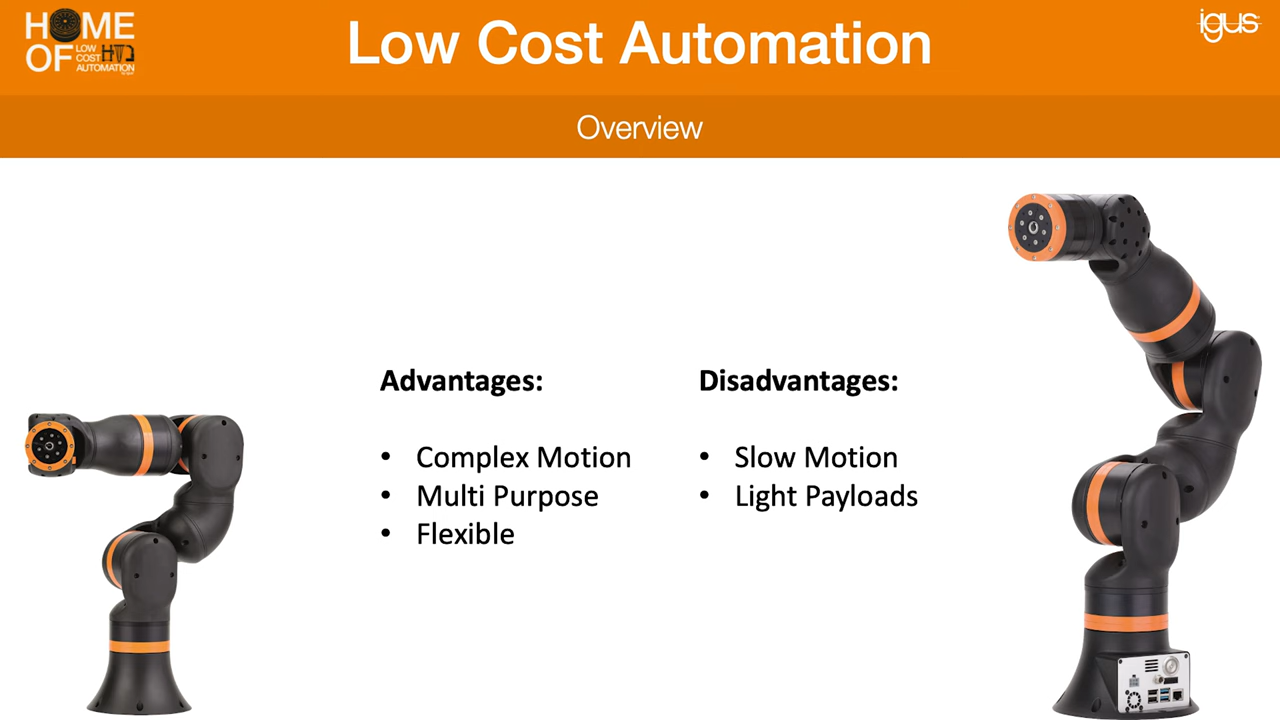 HOME
OF LOW
COST
AUTOMATION
Low Cost Automation
igus
Overview
Advantages:
• Complex Motion
• Multi Purpose
• Flexible
Disadvantages:
• Slow Motion
• Light Payloads